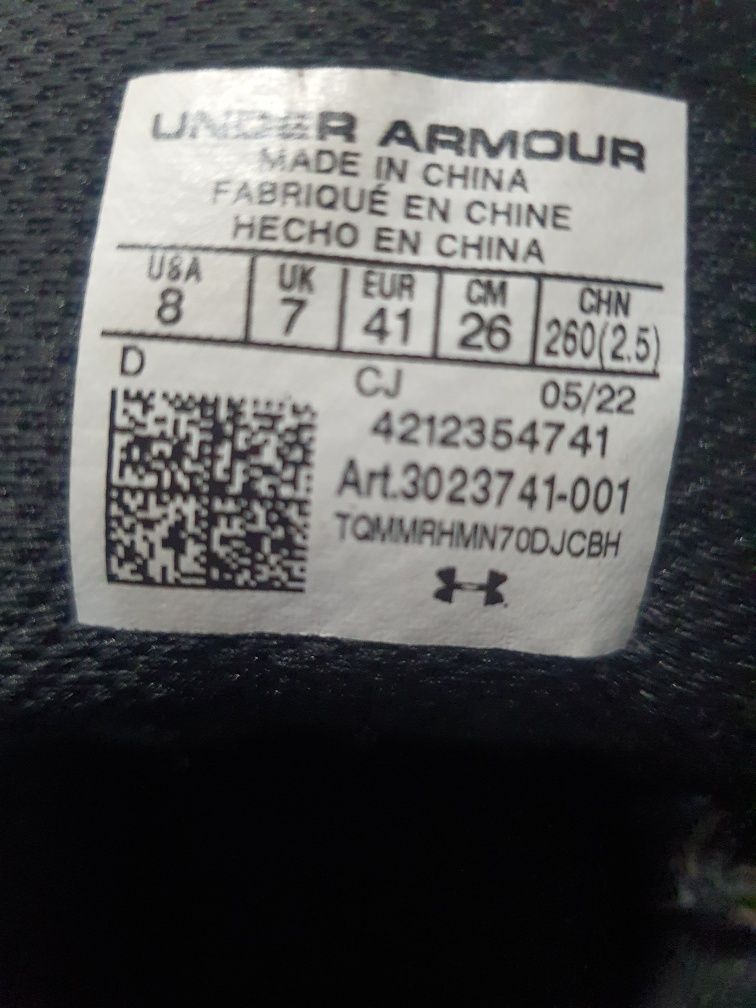 UNDER ARMOUR
MADE IN CHINA
FABRIQUÉ EN CHINE
HECHO EN CHINA
USA UK EUR CM CHN
8 7 41 26 260(2.5)
D CJ 05/22
4212354741
Art.3023741-001
TQMMRHMN70DJCBH